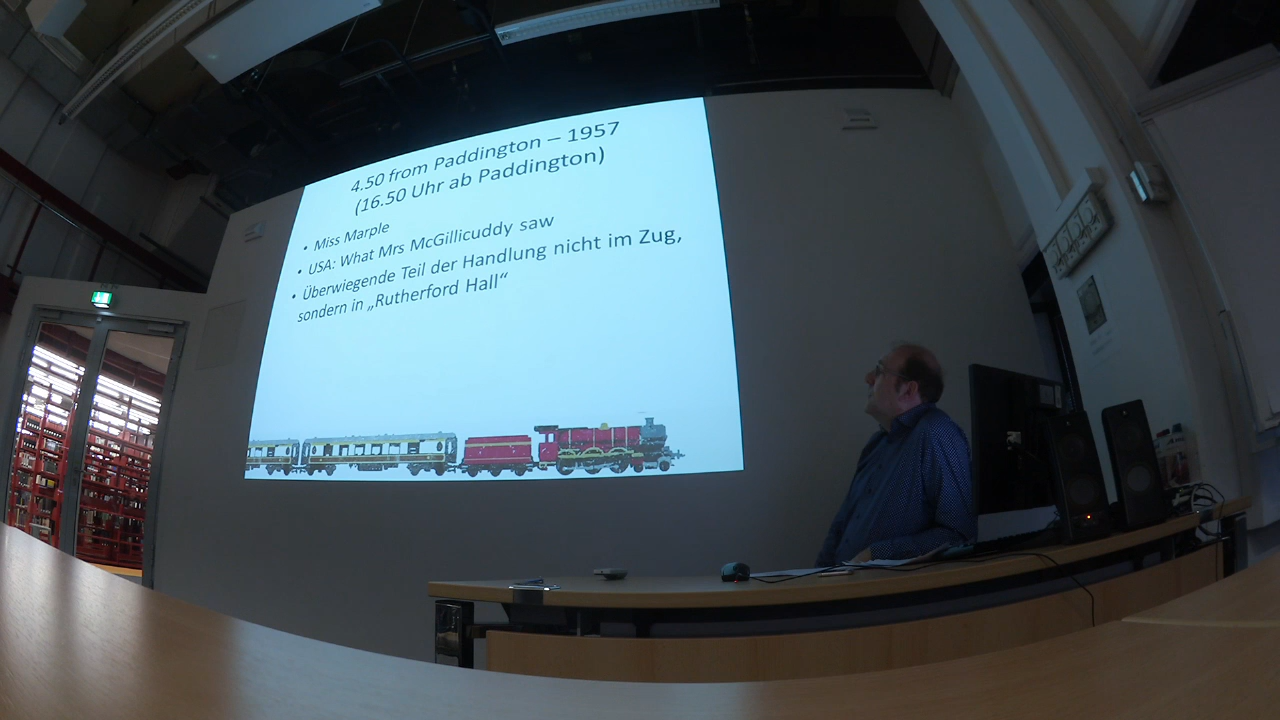 4.50 from Paddington – 1957
(16.50 Uhr ab Paddington)
• Miss Marple
• USA: What Mrs McGillicuddy saw
• Überwiegende Teil der Handlung nicht im Zug,
sondern in „Rutherford Hall“